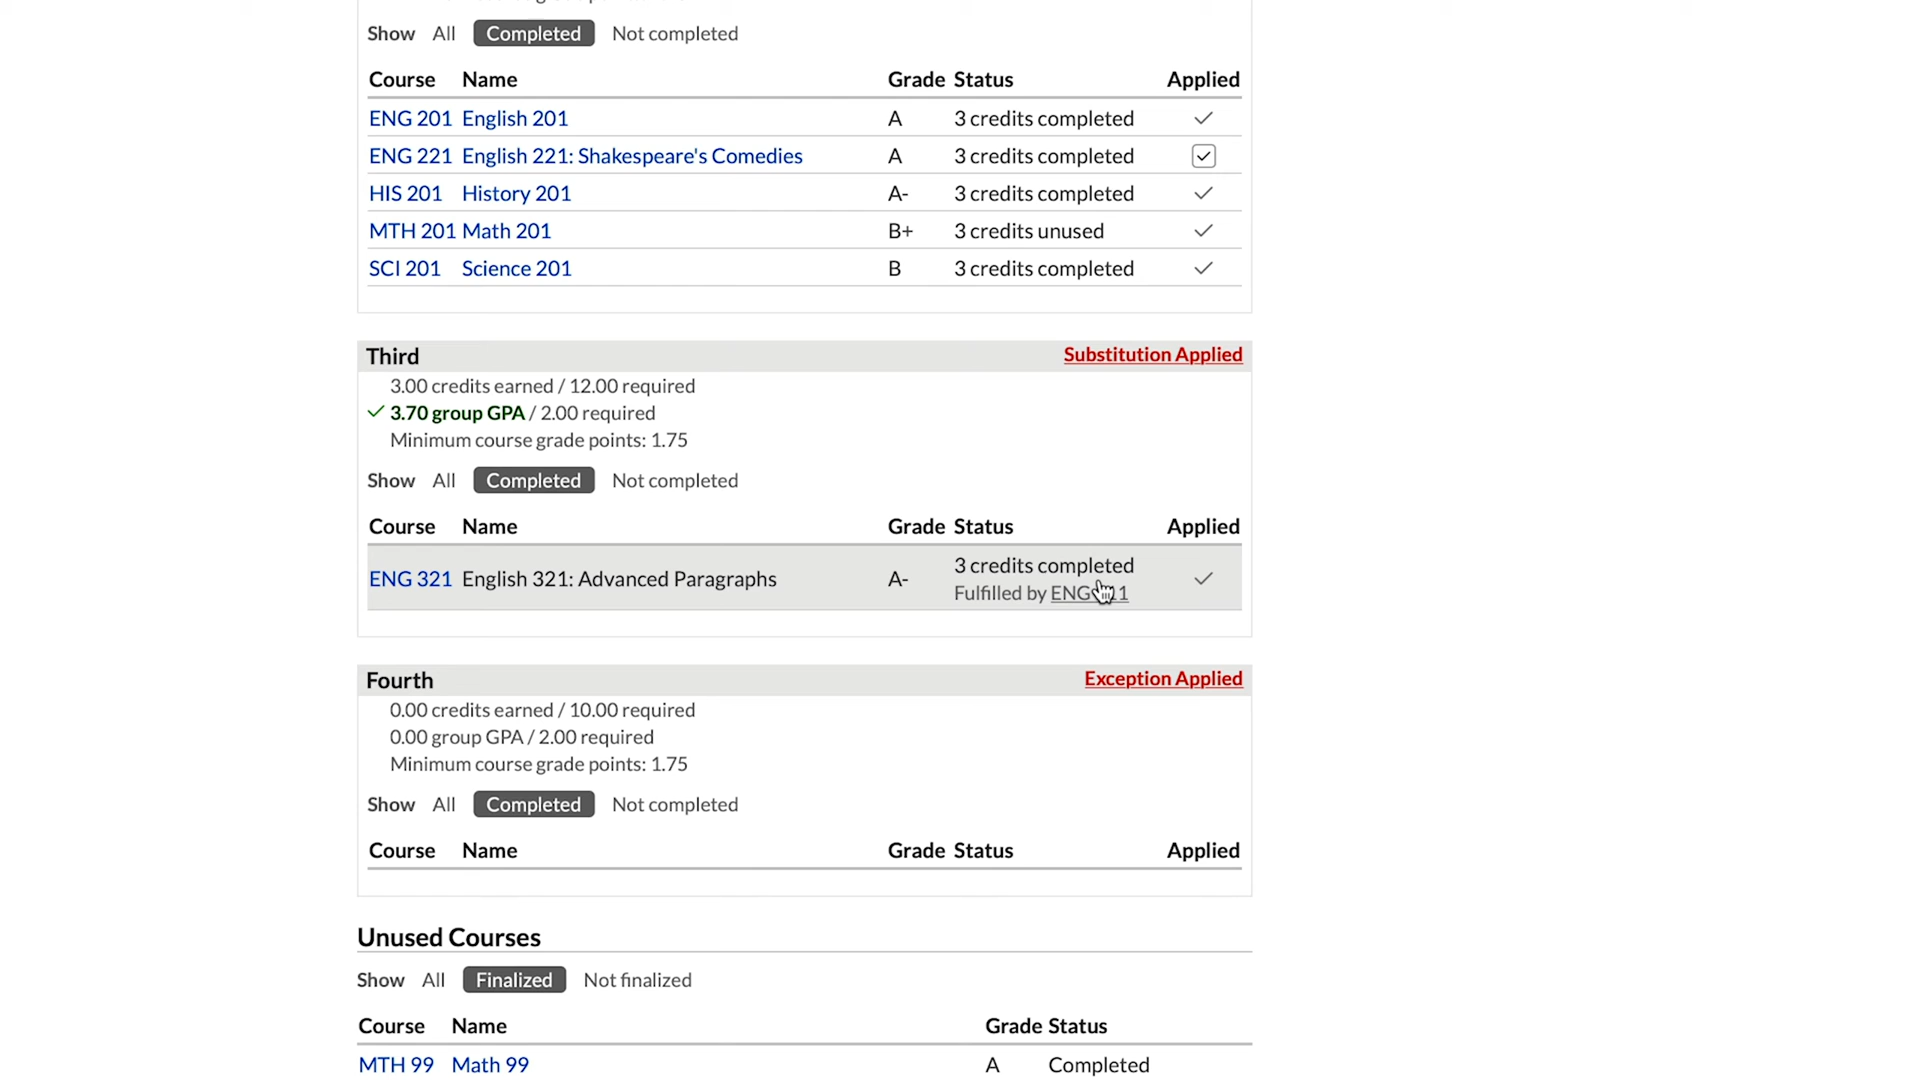 Show All Completed Not completed
Course Name Grade Status Applied
ENG 201 English 201 A 3 credits completed
ENG 221 English 221: Shakespeare's Comedies A 3 credits completed
HIS 201 History 201 A- 3 credits completed
MTH 201 Math 201 B+ 3 credits unused
SCI 201 Science 201 B 3 credits completed
Third Substitution Applied
3.00 credits earned / 12.00 required
3.70 group GPA / 2.00 required
Minimum course grade points: 1.75
Show All Completed Not completed
Course Name Grade Status Applied
ENG 321 English 321: Advanced Paragraphs A- 3 credits completed
Fulfilled by ENG
Fourth Exception Applied
0.00 credits earned / 10.00 required
0.00 group GPA / 2.00 required
Minimum course grade points: 1.75
Show All Completed Not completed
Course Name Grade Status Applied
Unused Courses
Show All Finalized Not finalized
Course Name Grade Status
MTH 99 Math 99 A Completed